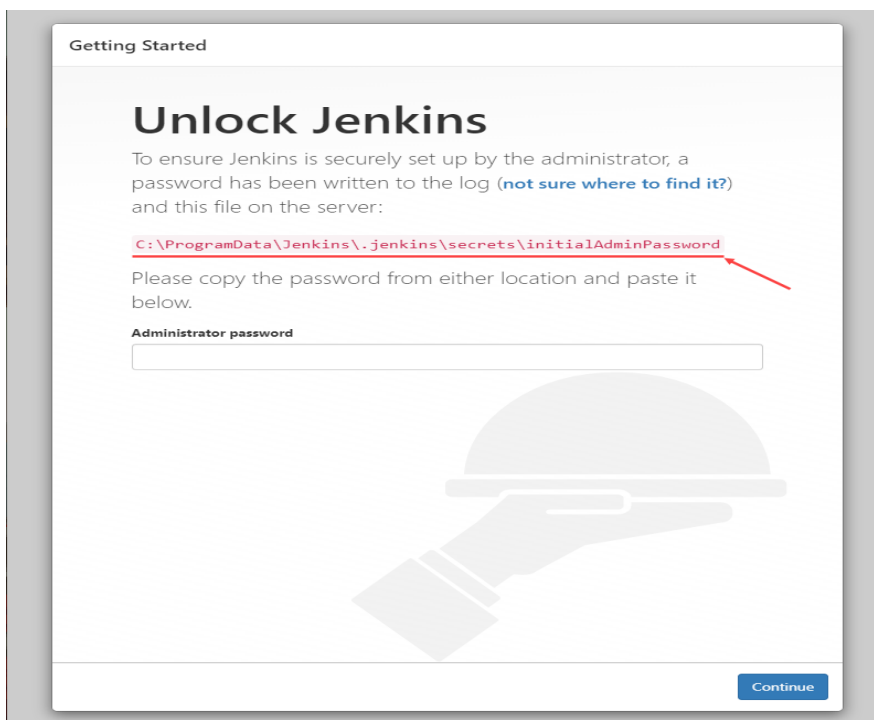 Getting Started
Unlock Jenkins
To ensure Jenkins is securely set up by the administrator, a
password has been written to the log (not sure where to find it?)
and this file on the server:
C:\ProgramData\Jenkins\.jenkins\secrets\initialAdminPassword
Please copy the password from either location and paste it
below.
Administrator password
Continue